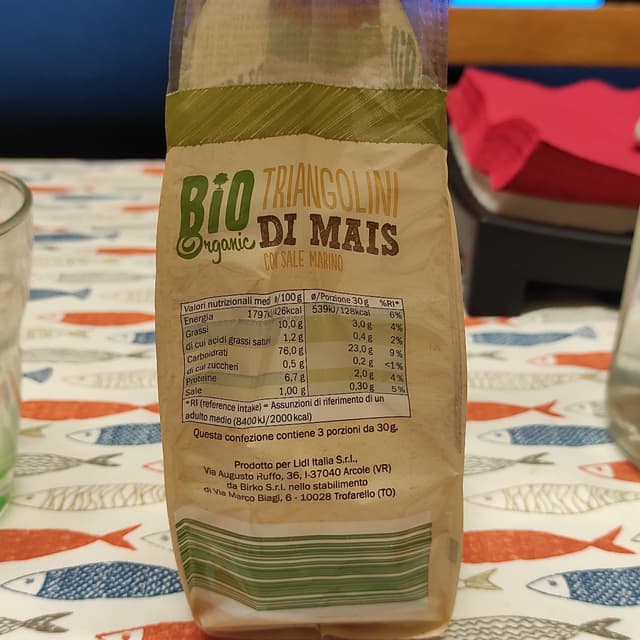 BiO
Organic
TRIANGOLINI
DI MAIS
CON SALE MARINO
Valori nutrizionali medi ø/100 g ø/Porzione 30 g %RI*
Energia 1797kJ/426kcal 539kJ/128kcal 6%
Grassi 10,0 g 3,0 g 4%
di cui acidi grassi saturi 1,2 g 0,4 g 2%
Carboidrati 76,0 g 23,0 g 9%
di cui zuccheri 0,5 g 0,2 g <1%
Proteine 6,7 g 2,0 g 4%
Sale 1,00 g 0,30 g 5%
*RI (reference intake) = Assunzioni di riferimento di un
adulto medio (8400 kJ/2000 kcal)
Questa confezione contiene 3 porzioni da 30g.
Prodotto per Lidl Italia S.r.l.,
Via Augusto Ruffo, 36, I-37040 Arcole (VR)
da Birko S.r.l. nello stabilimento
di Via Marco Biagi, 6 - 10028 Trofarello (TO)